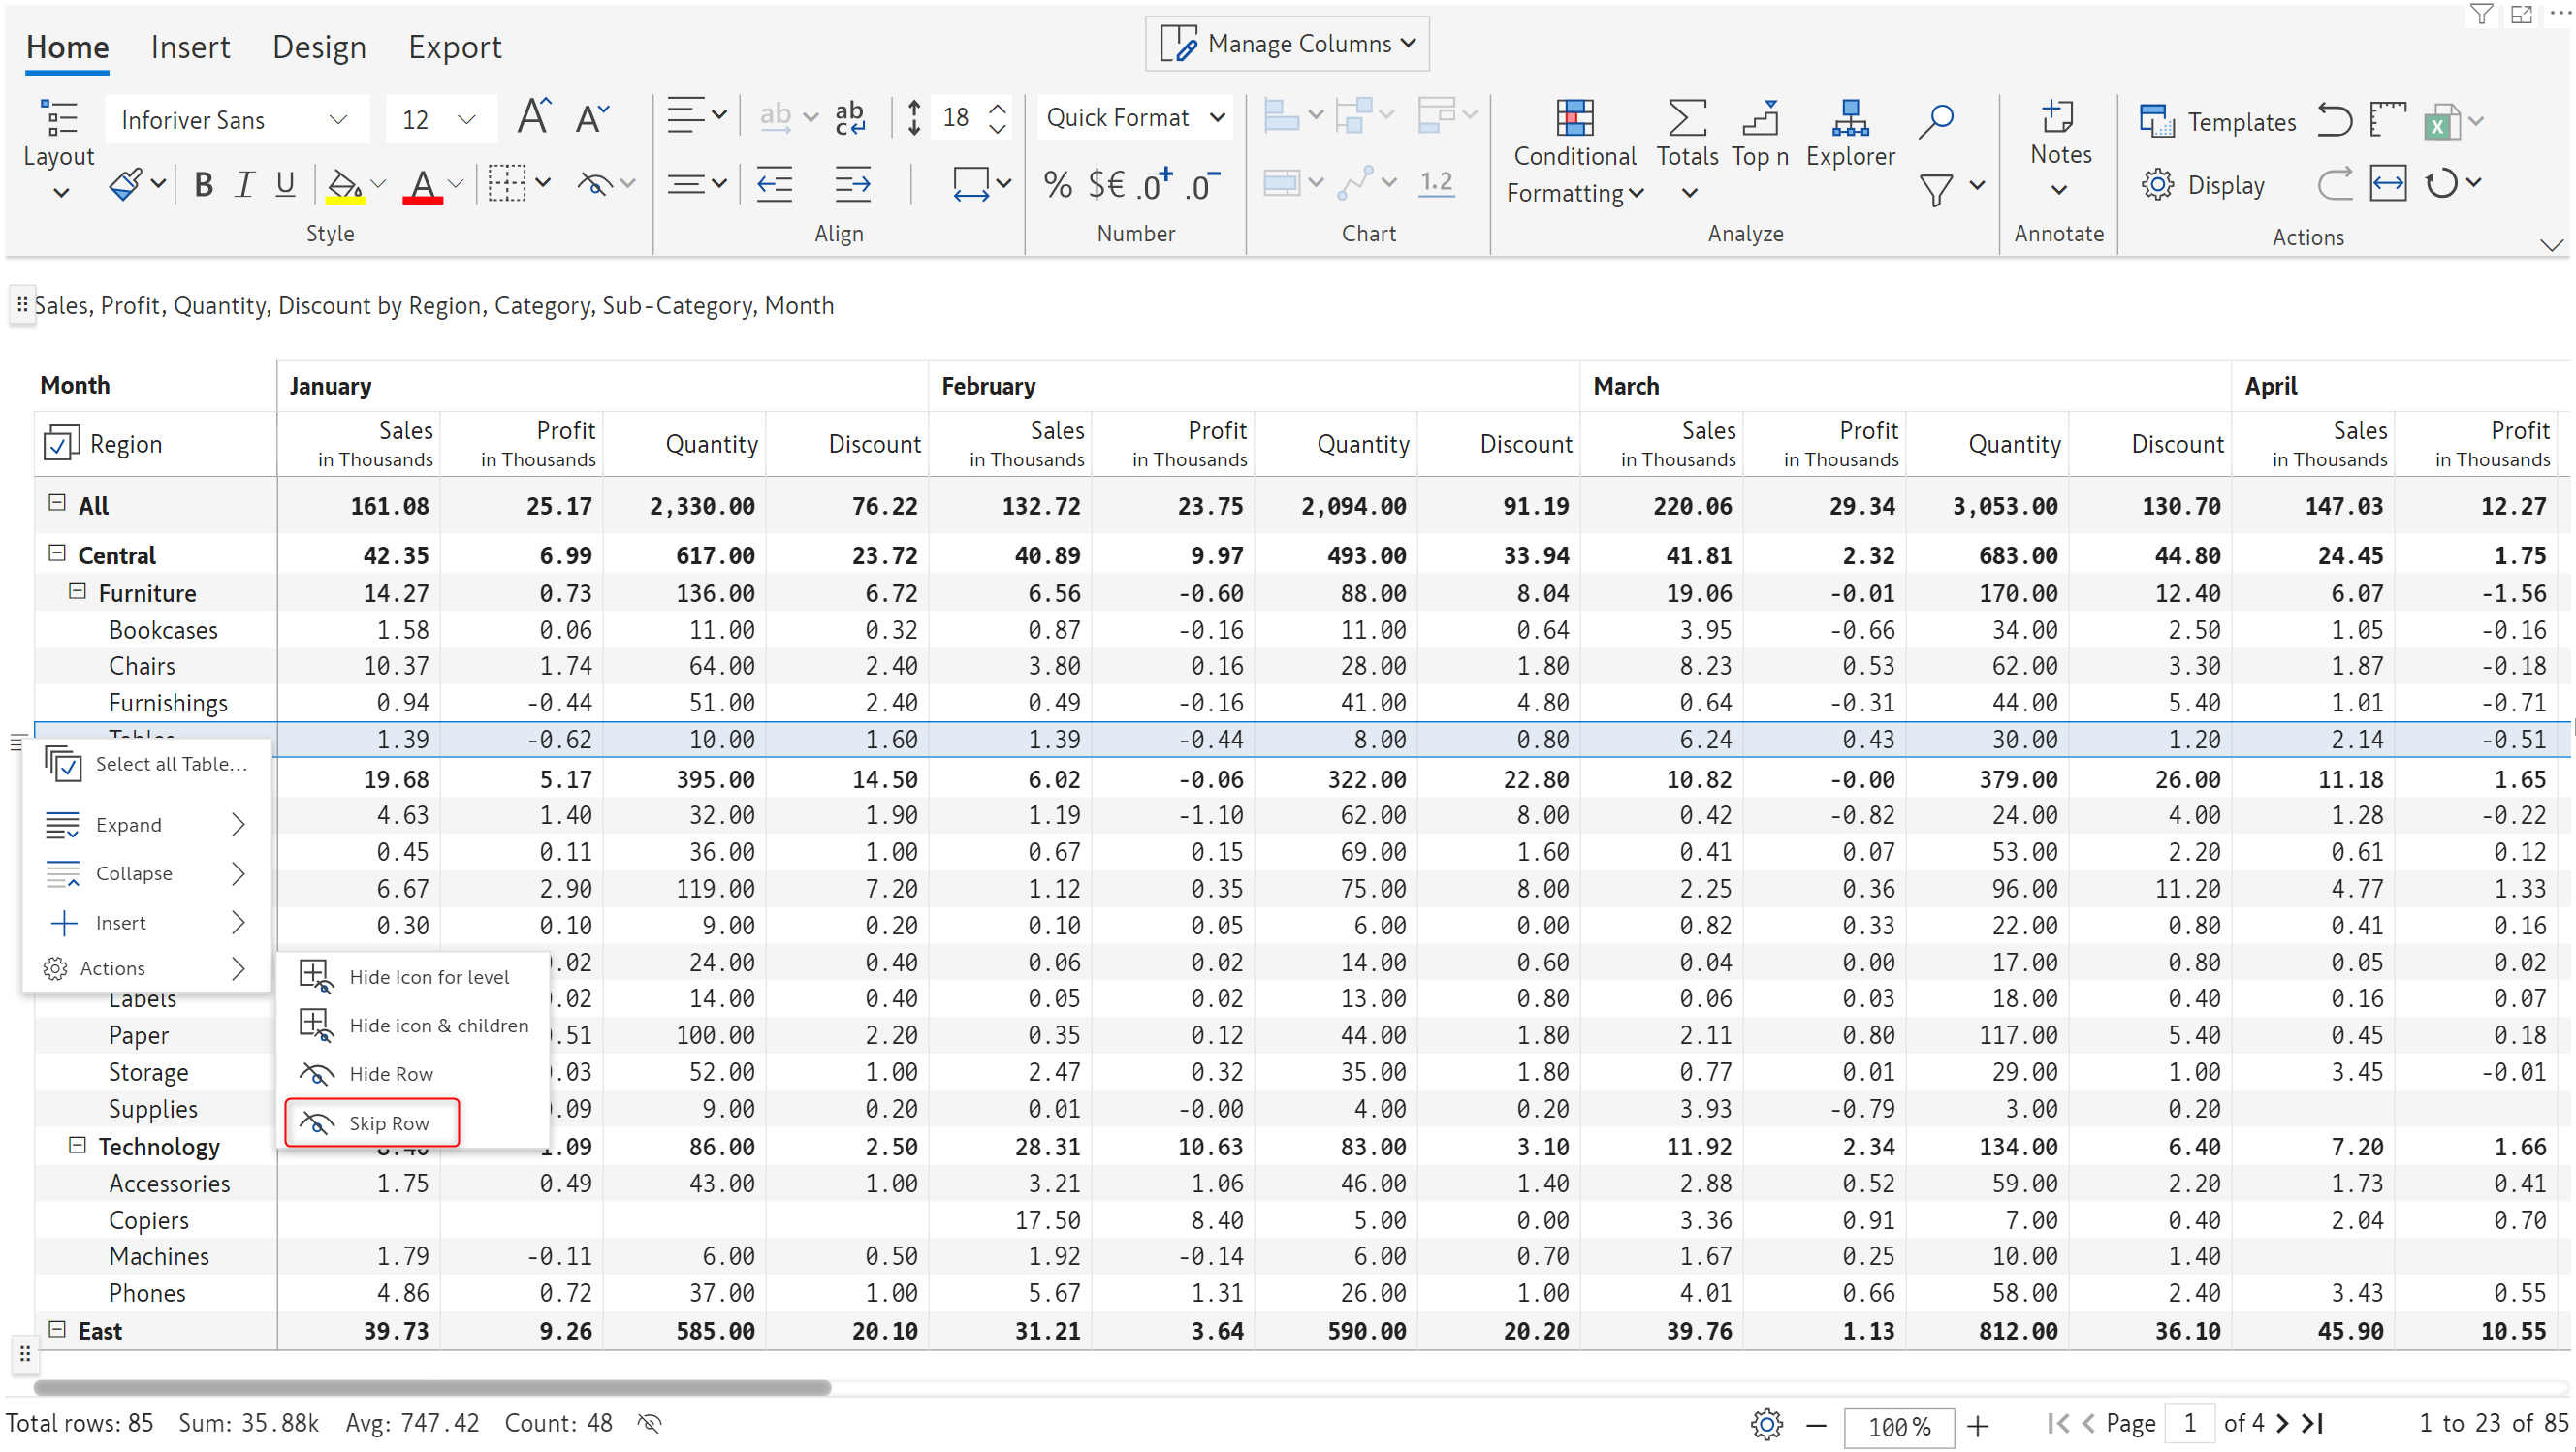 Home Insert Design Export Manage Columns
Layout Inforiver Sans 12 18 Quick Format Conditional Formatting Totals Top n Explorer Notes Templates
B I U A % $€ .0+ .0- 1.2 Display
Style Align Number Chart Analyze Annotate Actions
Sales, Profit, Quantity, Discount by Region, Category, Sub-Category, Month
Month January February March April
Region Sales in Thousands Profit in Thousands Quantity Discount Sales in Thousands Profit in Thousands Quantity Discount Sales in Thousands Profit in Thousands Quantity Discount Sales in Thousands Profit in Thousands
All 161.08 25.17 2,330.00 76.22 132.72 23.75 2,094.00 91.19 220.06 29.34 3,053.00 130.70 147.03 12.27
Central 42.35 6.99 617.00 23.72 40.89 9.97 493.00 33.94 41.81 2.32 683.00 44.80 24.45 1.75
Furniture 14.27 0.73 136.00 6.72 6.56 -0.60 88.00 8.04 19.06 -0.01 170.00 12.40 6.07 -1.56
Bookcases 1.58 0.06 11.00 0.32 0.87 -0.16 11.00 0.64 3.95 -0.66 34.00 2.50 1.05 -0.16
Chairs 10.37 1.74 64.00 2.40 3.80 0.16 28.00 1.80 8.23 0.53 62.00 3.30 1.87 -0.18
Furnishings 0.94 -0.44 51.00 2.40 0.49 -0.16 41.00 4.80 0.64 -0.31 44.00 5.40 1.01 -0.71
Tables 1.39 -0.62 10.00 1.60 1.39 -0.44 8.00 0.80 6.24 0.43 30.00 1.20 2.14 -0.51
Select all Table... 19.68 5.17 395.00 14.50 6.02 -0.06 322.00 22.80 10.82 -0.00 379.00 26.00 11.18 1.65
Expand 4.63 1.40 32.00 1.90 1.19 -1.10 62.00 8.00 0.42 -0.82 24.00 4.00 1.28 -0.22
Collapse 0.45 0.11 36.00 1.00 0.67 0.15 69.00 1.60 0.41 0.07 53.00 2.20 0.61 0.12
6.67 2.90 119.00 7.20 1.12 0.35 75.00 8.00 2.25 0.36 96.00 11.20 4.77 1.33
Insert 0.30 0.10 9.00 0.20 0.10 0.05 6.00 0.00 0.82 0.33 22.00 0.80 0.41 0.16
Actions Hide Icon for level .02 24.00 0.40 0.06 0.02 14.00 0.60 0.04 0.00 17.00 0.80 0.05 0.02
Labels .02 14.00 0.40 0.05 0.02 13.00 0.80 0.06 0.03 18.00 0.40 0.16 0.07
Paper Hide icon & children .51 100.00 2.20 0.35 0.12 44.00 1.80 2.11 0.80 117.00 5.40 0.45 0.18
Storage Hide Row .03 52.00 1.00 2.47 0.32 35.00 1.80 0.77 0.01 29.00 1.00 3.45 -0.01
Supplies Skip Row .09 9.00 0.20 0.01 -0.00 4.00 0.20 3.93 -0.79 3.00 0.20
Technology .09 86.00 2.50 28.31 10.63 83.00 3.10 11.92 2.34 134.00 6.40 7.20 1.66
Accessories 1.75 0.49 43.00 1.00 3.21 1.06 46.00 1.40 2.88 0.52 59.00 2.20 1.73 0.41
Copiers 17.50 8.40 5.00 0.00 3.36 0.91 7.00 0.40 2.04 0.70
Machines 1.79 -0.11 6.00 0.50 1.92 -0.14 6.00 0.70 1.67 0.25 10.00 1.40
Phones 4.86 0.72 37.00 1.00 5.67 1.31 26.00 1.00 4.01 0.66 58.00 2.40 3.43 0.55
East 39.73 9.26 585.00 20.10 31.21 3.64 590.00 20.20 39.76 1.13 812.00 36.10 45.90 10.55
Total rows: 85 Sum: 35.88k Avg: 747.42 Count: 48 100% Page 1 of 4 1 to 23 of 85